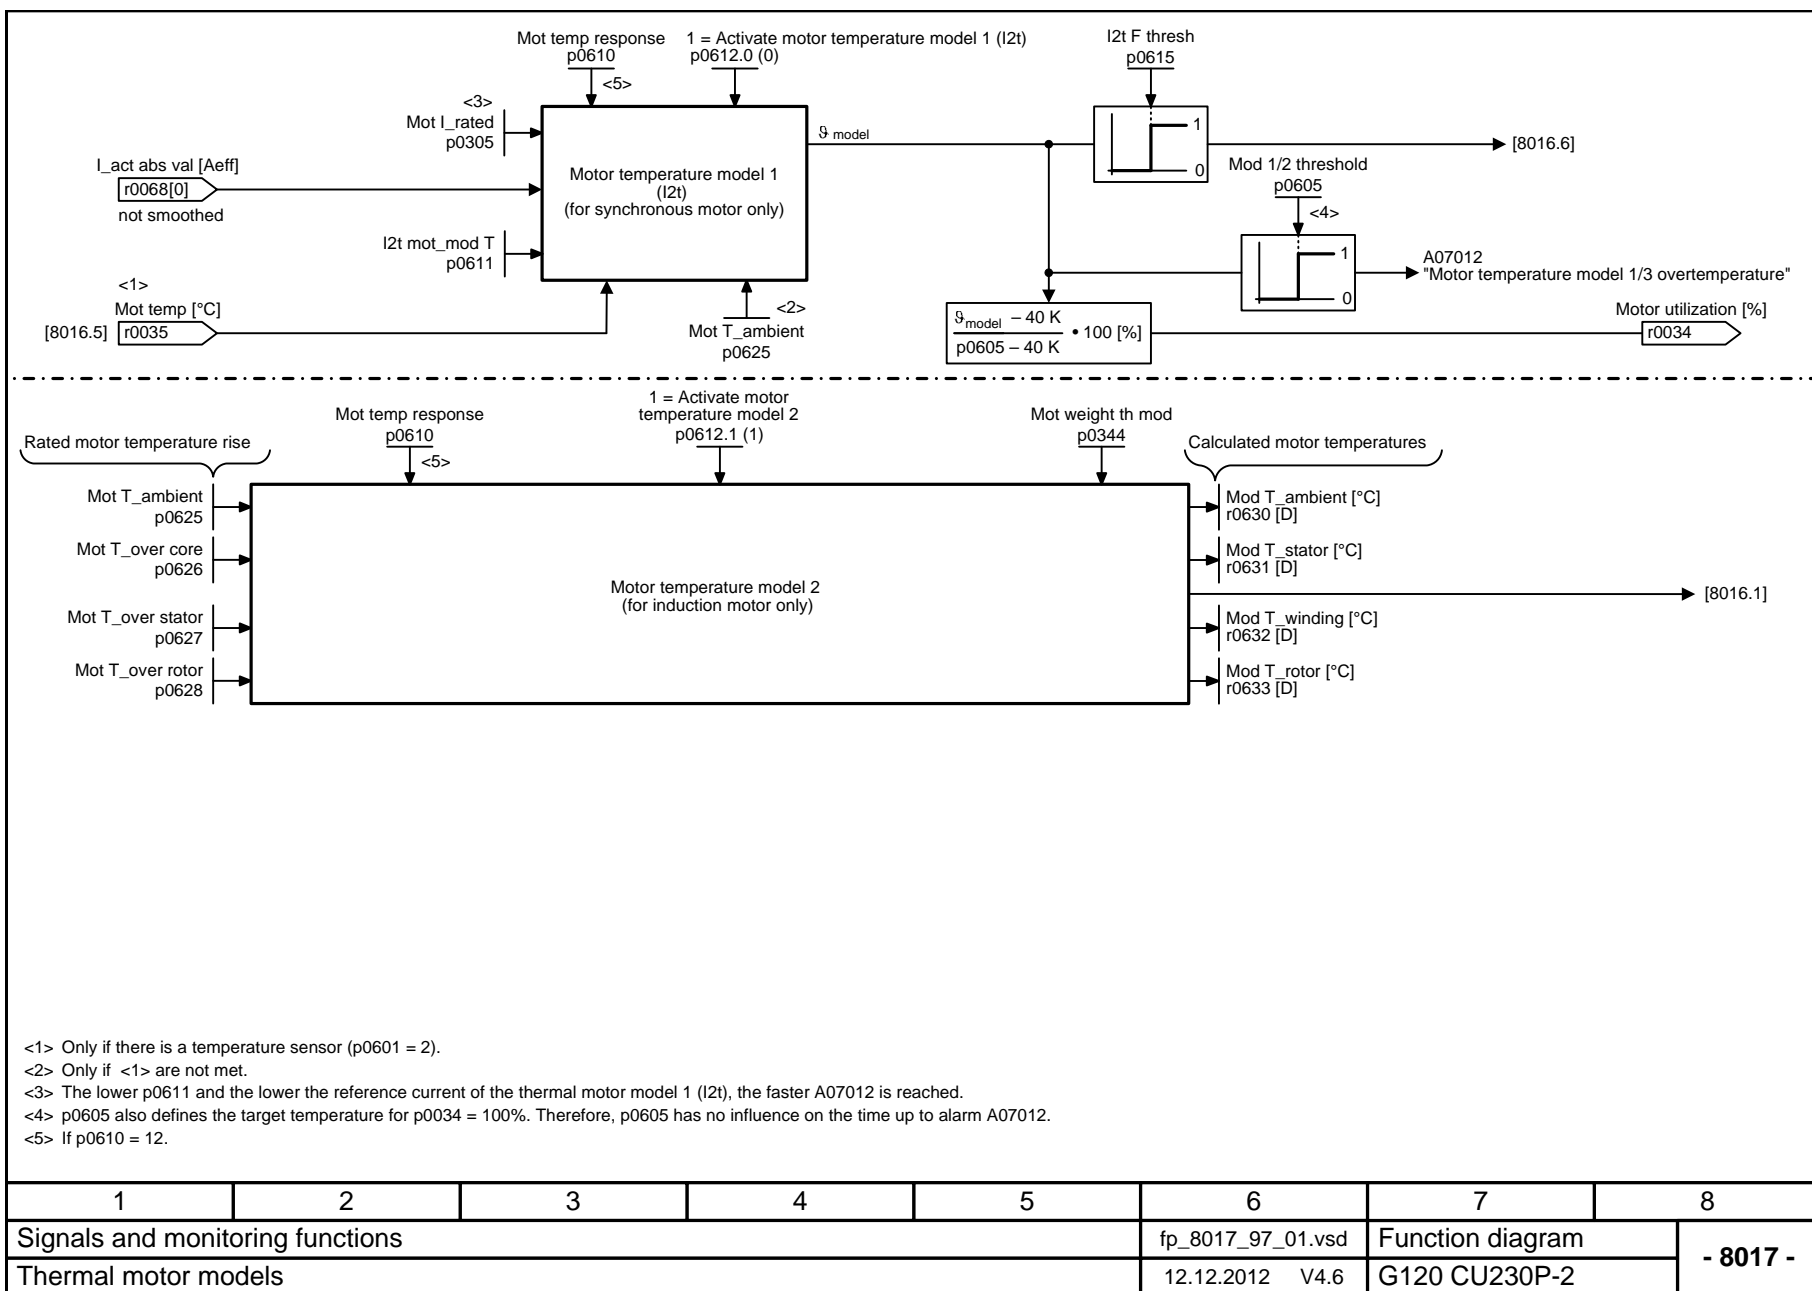 Mot temp response
p0610
<5>
1 = Activate motor temperature model 1 (I2t)
p0612.0 (0)
I2t F thresh
p0615
<3>
Mot I_rated
p0305
I_act abs val [Aeff]
r0068[0]
not smoothed
I2t mot_mod T
p0611
<1>
Mot temp [°C]
[8016.5]
r0035
Motor temperature model 1
(I2t)
(for synchronous motor only)
<2>
Mot T_ambient
p0625
ϑ model
1
0
[8016.6]
Mod 1/2 threshold
p0605
<4>
1
0
A07012
"Motor temperature model 1/3 overtemperature"
ϑmodel – 40 K
p0605 – 40 K
• 100 [%]
Motor utilization [%]
r0034
Rated motor temperature rise
Mot temp response
p0610
<5>
1 = Activate motor
temperature model 2
p0612.1 (1)
Mot weight th mod
p0344
Calculated motor temperatures
Mot T_ambient
p0625
Mot T_over core
p0626
Mot T_over stator
p0627
Mot T_over rotor
p0628
Motor temperature model 2
(for induction motor only)
Mod T_ambient [°C]
r0630 [D]
Mod T_stator [°C]
r0631 [D]
[8016.1]
Mod T_winding [°C]
r0632 [D]
Mod T_rotor [°C]
r0633 [D]
<1> Only if there is a temperature sensor (p0601 = 2).
<2> Only if <1> are not met.
<3> The lower p0611 and the lower the reference current of the thermal motor model 1 (I2t), the faster A07012 is reached.
<4> p0605 also defines the target temperature for p0034 = 100%. Therefore, p0605 has no influence on the time up to alarm A07012.
<5> If p0610 = 12.
1 2 3 4 5 6 7 8
Signals and monitoring functions
fp_8017_97_01.vsd
Function diagram
- 8017 -
Thermal motor models
12.12.2012 V4.6
G120 CU230P-2